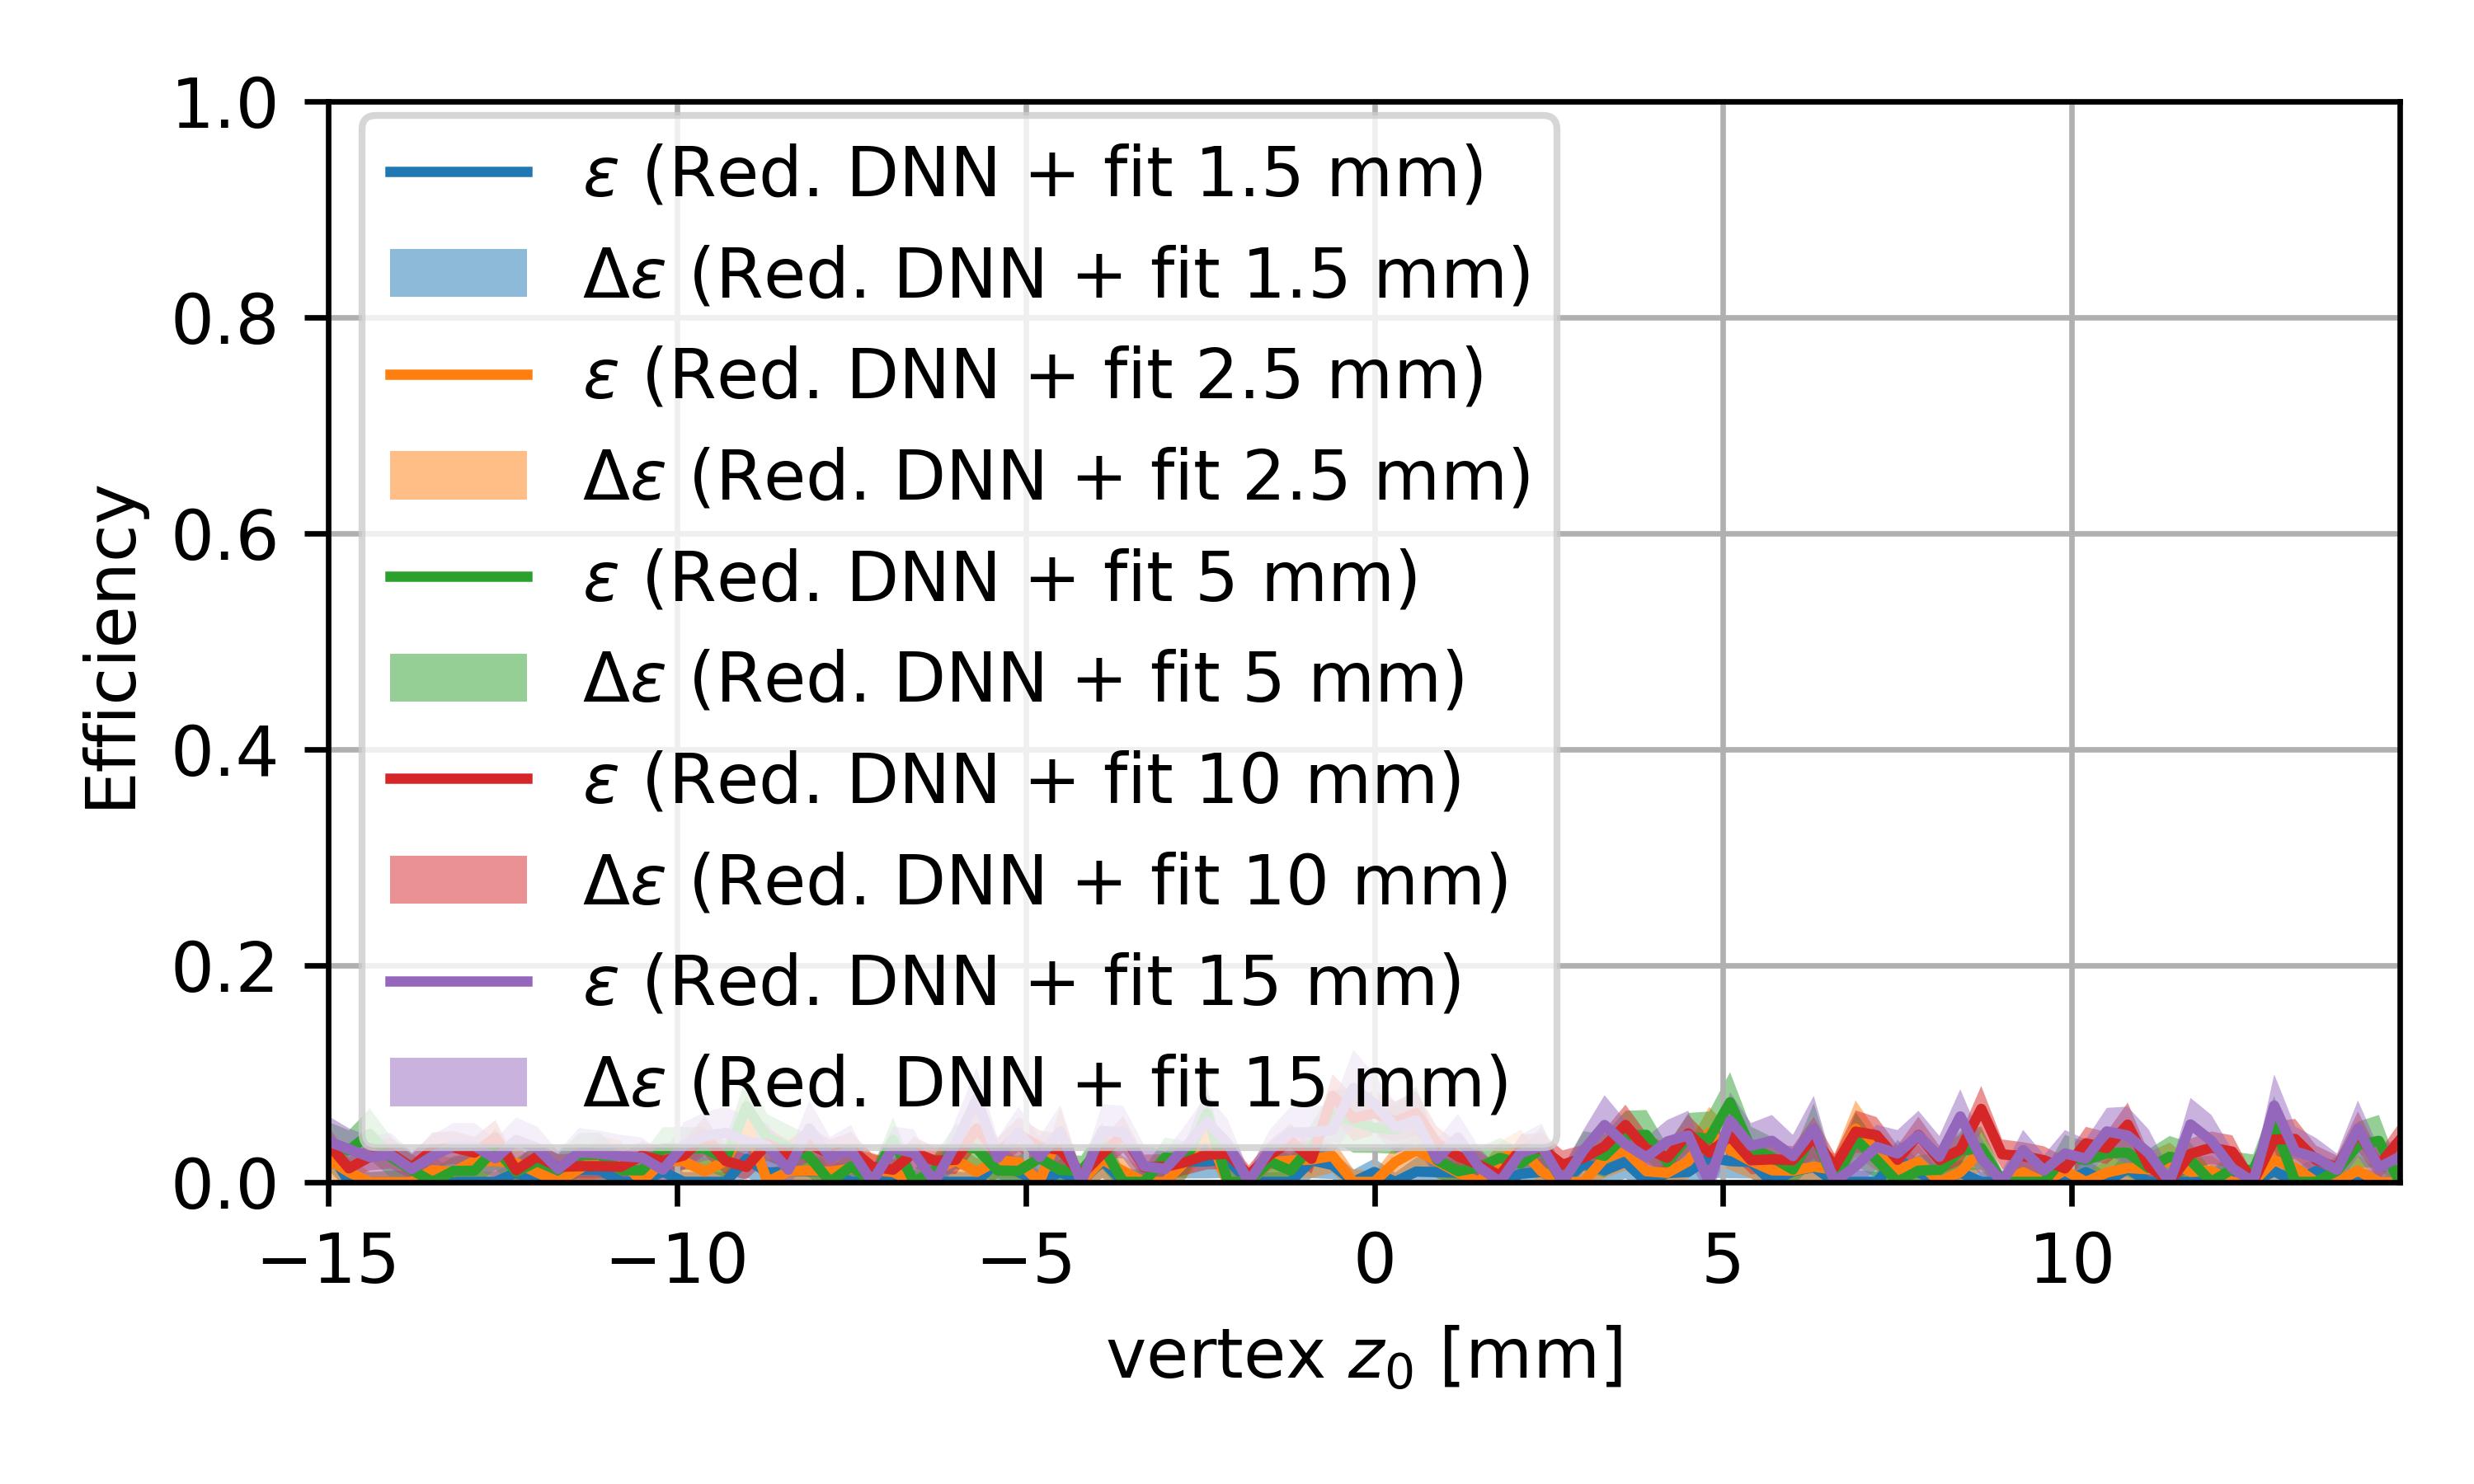 1.0
0.8
0.6
0.4
0.2
0.0
Efficiency
ε (Red. DNN + fit 1.5 mm)
Δε (Red. DNN + fit 1.5 mm)
ε (Red. DNN + fit 2.5 mm)
Δε (Red. DNN + fit 2.5 mm)
ε (Red. DNN + fit 5 mm)
Δε (Red. DNN + fit 5 mm)
ε (Red. DNN + fit 10 mm)
Δε (Red. DNN + fit 10 mm)
ε (Red. DNN + fit 15 mm)
Δε (Red. DNN + fit 15 mm)
−15 −10 −5 0 5 10
vertex z₀ [mm]